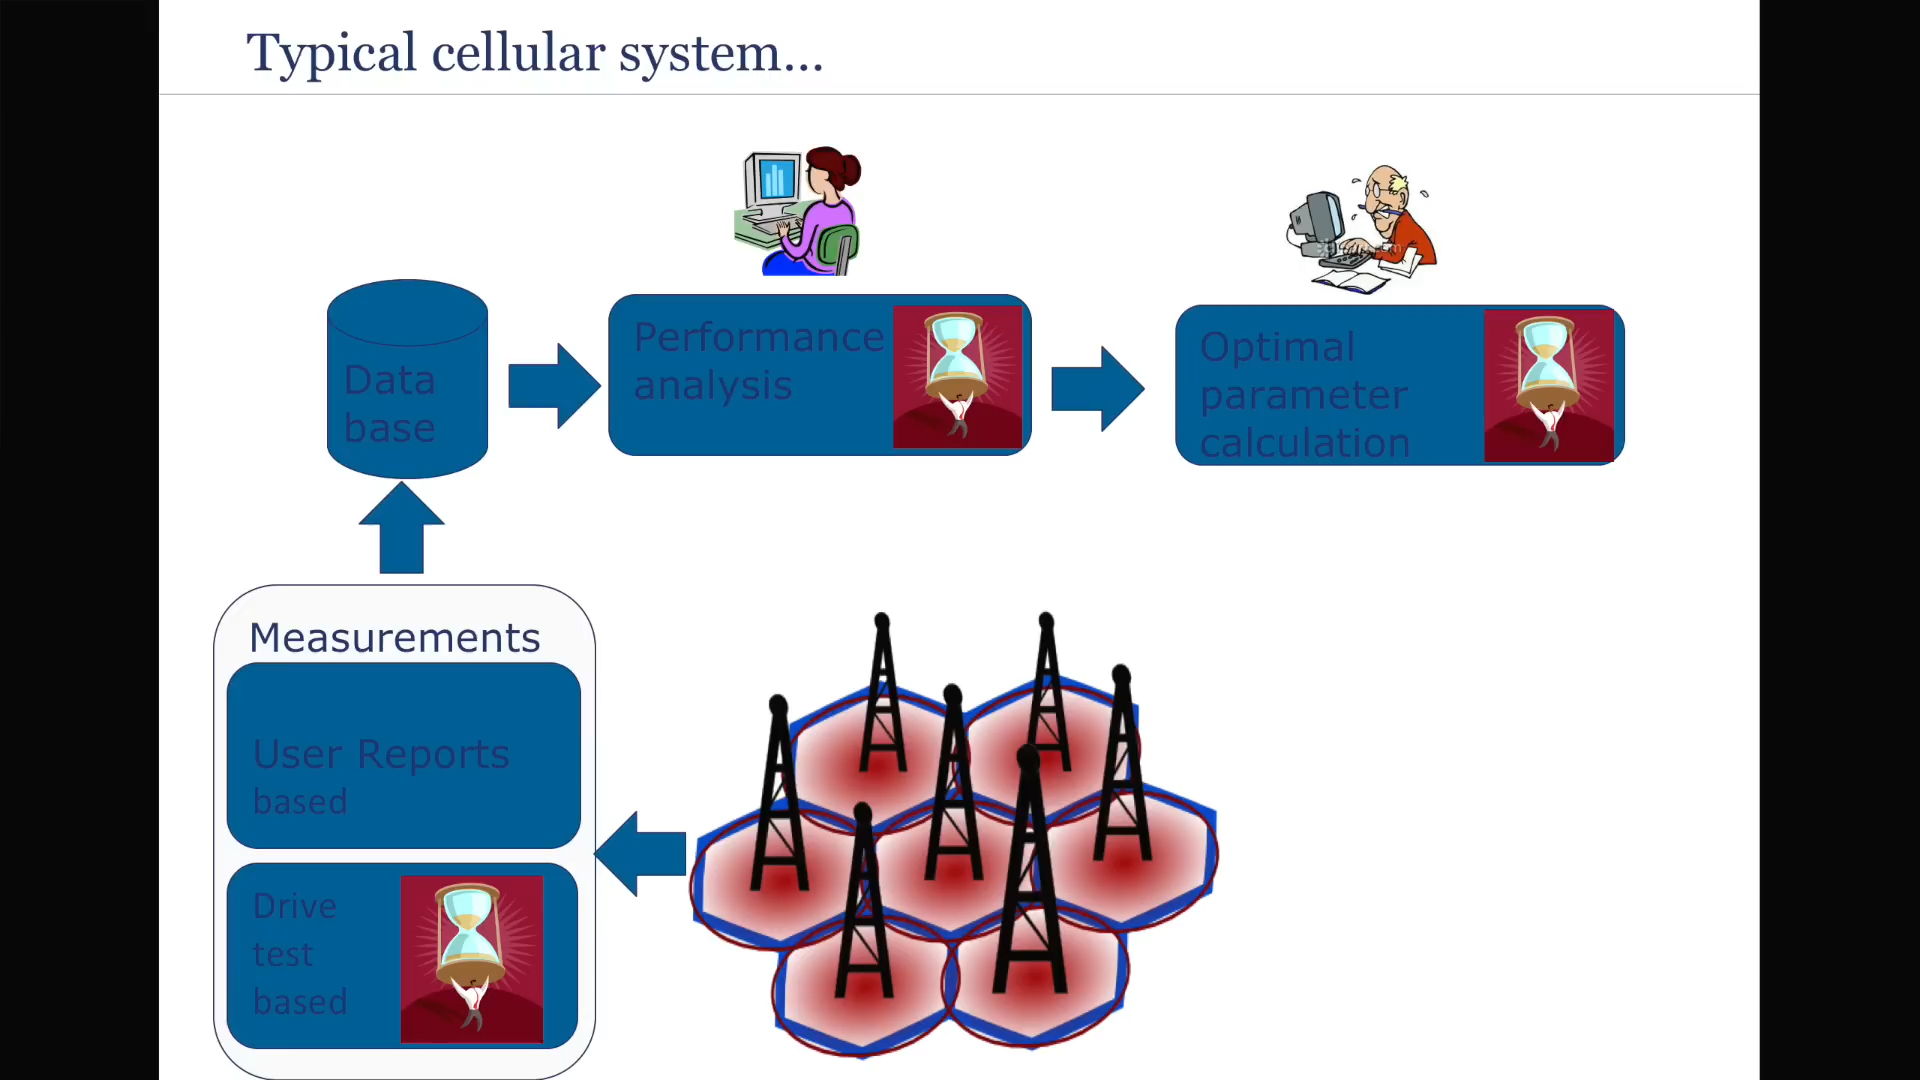 Typical cellular system...
Data
base
Performance
analysis
Optimal
parameter
calculation
Measurements
User Reports
based
Drive
test
based